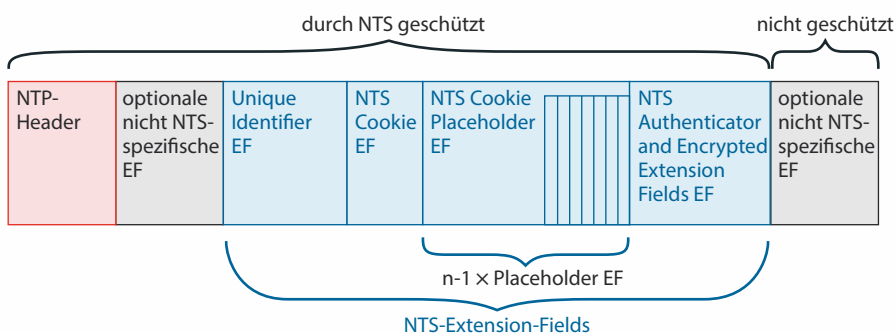 durch NTS geschützt
nicht geschützt
NTP-
Header
optionale
nicht NTS-
spezifische
EF
Unique
Identifier
EF
NTS
Cookie
EF
NTS Cookie
Placeholder
EF
NTS
Authenticator
and Encrypted
Extension
Fields EF
optionale
nicht NTS-
spezifische
EF
n-1 × Placeholder EF
NTS-Extension-Fields